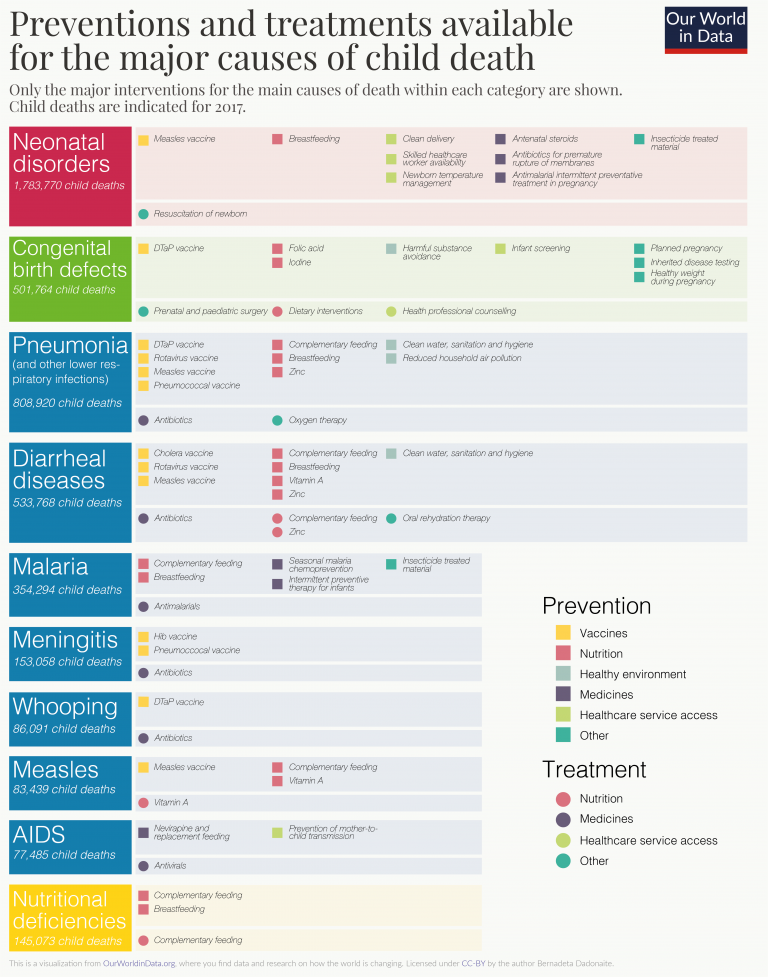 Preventions and treatments available
for the major causes of child death
Our World
in Data
Only the major interventions for the main causes of death within each category are shown.
Child deaths are indicated for 2017.
Neonatal
disorders
1,783,770 child deaths
Measles vaccine
Breastfeeding
Clean delivery
Skilled healthcare
worker availability
Newborn temperature
management
Antenatal steroids
Antibiotics for premature
rupture of membranes
Antimalarial intermittent preventative
treatment in pregnancy
Insecticide treated
material
Resuscitation of newborn
Congenital
birth defects
501,764 child deaths
DTaP vaccine
Folic acid
Iodine
Harmful substance
avoidance
Infant screening
Planned pregnancy
Inherited disease testing
Healthy weight
during pregnancy
Prenatal and paediatric surgery
Dietary interventions
Health professional counselling
Pneumonia
(and other lower res-
piratory infections)
808,920 child deaths
DTaP vaccine
Rotavirus vaccine
Measles vaccine
Pneumococcal vaccine
Complementary feeding
Breastfeeding
Zinc
Clean water, sanitation and hygiene
Reduced household air pollution
Antibiotics
Oxygen therapy
Diarrheal
diseases
533,768 child deaths
Cholera vaccine
Rotavirus vaccine
Measles vaccine
Complementary feeding
Breastfeeding
Vitamin A
Zinc
Clean water, sanitation and hygiene
Antibiotics
Complementary feeding
Zinc
Oral rehydration therapy
Malaria
354,294 child deaths
Complementary feeding
Breastfeeding
Seasonal malaria
chemoprevention
Intermittent preventive
therapy for infants
Insecticide treated
material
Antimalarials
Meningitis
153,058 child deaths
Hib vaccine
Pneumoccocal vaccine
Antibiotics
Whooping
86,091 child deaths
DTaP vaccine
Antibiotics
Measles
83,439 child deaths
Measles vaccine
Complementary feeding
Vitamin A
Vitamin A
AIDS
77,485 child deaths
Nevirapine and
replacement feeding
Prevention of mother-to-
child transmission
Antivirals
Nutritional
deficiencies
145,073 child deaths
Complementary feeding
Breastfeeding
Complementary feeding
Prevention
Vaccines
Nutrition
Healthy environment
Medicines
Healthcare service access
Other
Treatment
Nutrition
Medicines
Healthcare service access
Other
This is a visualization from OurWorldinData.org, where you find data and research on how the world is changing. Licensed under CC-BY by the author Bernadeta Dadonaite.